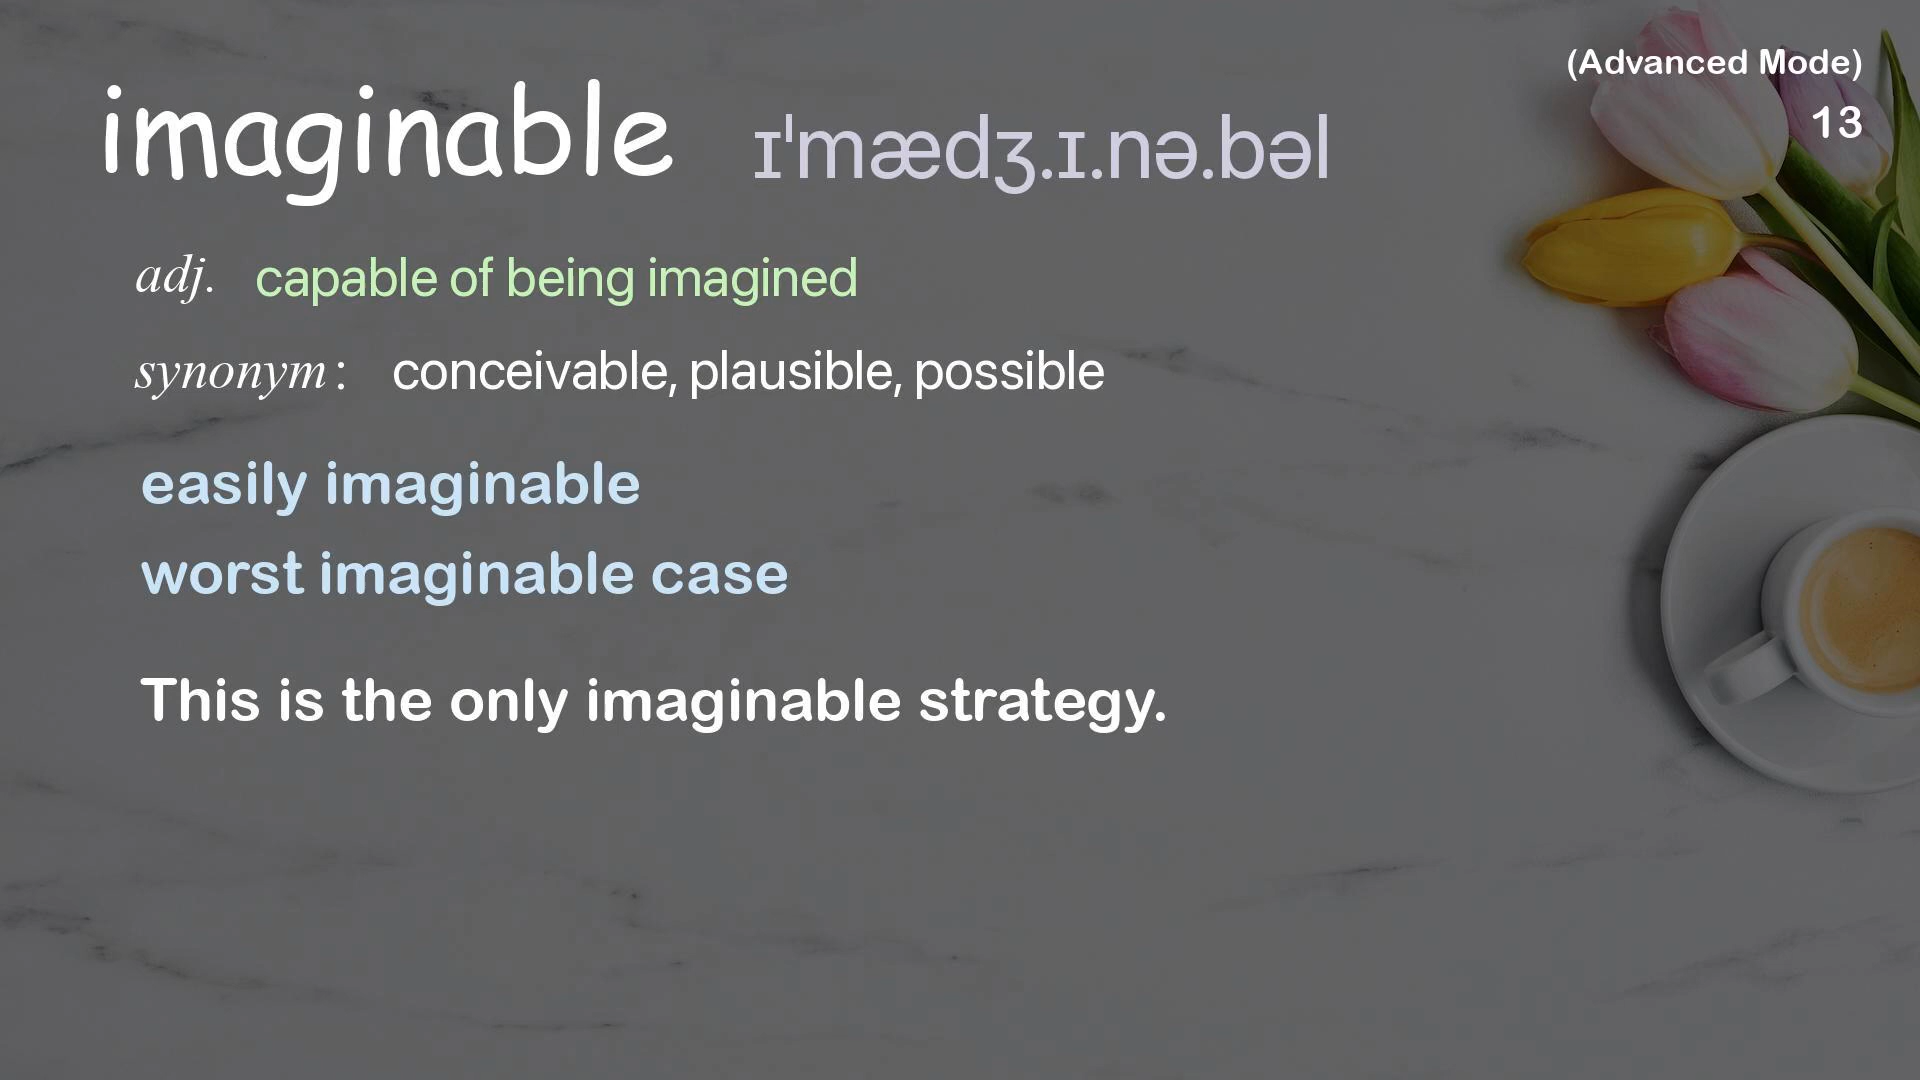 (Advanced Mode)
13
imaginable ɪˈmædʒ.ɪ.nə.bəl
adj. capable of being imagined
synonym: conceivable, plausible, possible
easily imaginable
worst imaginable case
This is the only imaginable strategy.